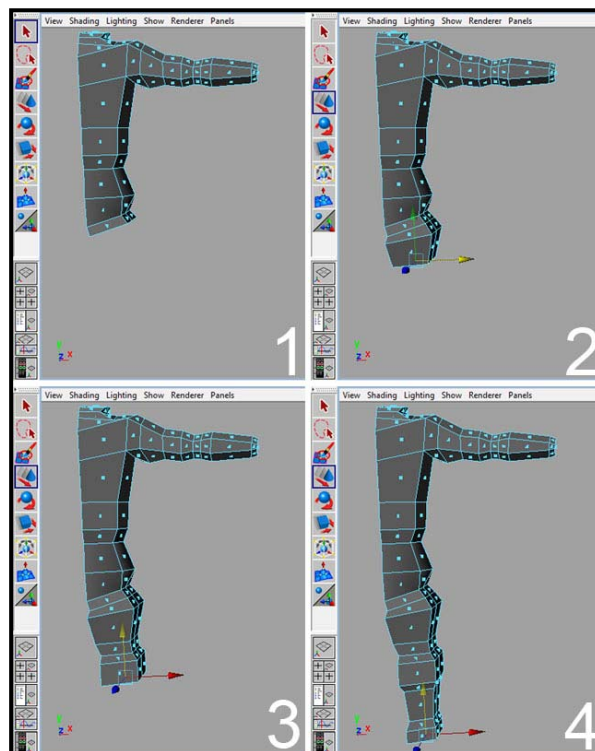 View Shading Lighting Show Renderer Panels
y
z x
1
View Shading Lighting Show Renderer Panels
y
z x
2
View Shading Lighting Show Renderer Panels
y
z x
3
View Shading Lighting Show Renderer Panels
y
z x
4